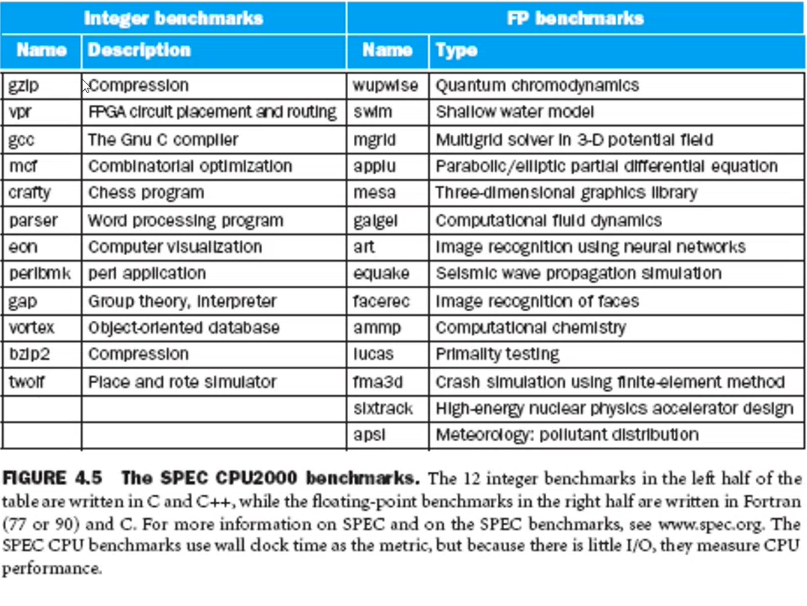 Integer benchmarks FP benchmarks
Name Description Name Type
gzip Compression wupwise Quantum chromodynamics
vpr FPGA circuit placement and routing swim Shallow water model
gcc The Gnu C compiler mgrid Multigrid solver in 3-D potential field
mcf Combinatorial optimization applu Parabolic/elliptic partial differential equation
crafty Chess program mesa Three-dimensional graphics library
parser Word processing program galgel Computational fluid dynamics
eon Computer visualization art Image recognition using neural networks
perlbmk perl application equake Seismic wave propagation simulation
gap Group theory, interpreter facerec Image recognition of faces
vortex Object-oriented database ammp Computational chemistry
bzip2 Compression lucas Primality testing
twolf Place and rote simulator fma3d Crash simulation using finite-element method
sixtrack High-energy nuclear physics accelerator design
apsi Meteorology: pollutant distribution
FIGURE 4.5 The SPEC CPU2000 benchmarks. The 12 integer benchmarks in the left half of the
table are written in C and C++, while the floating-point benchmarks in the right half are written in Fortran
(77 or 90) and C. For more information on SPEC and on the SPEC benchmarks, see www.spec.org. The
SPEC CPU benchmarks use wall clock time as the metric, but because there is little I/O, they measure CPU
performance.